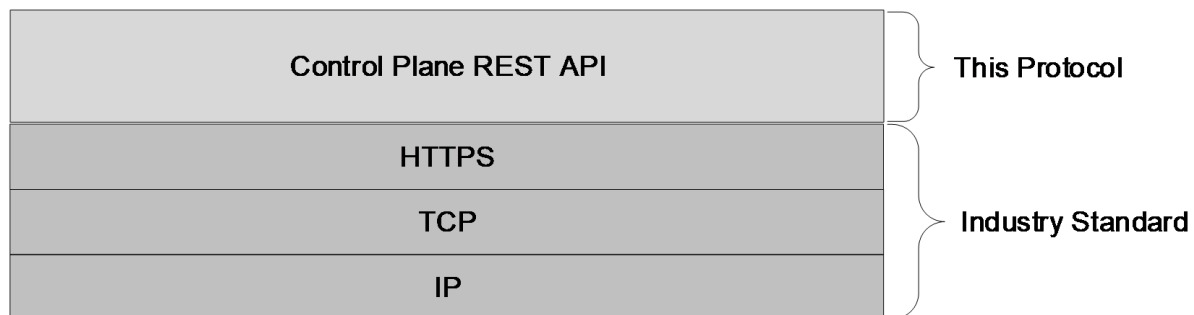 Control Plane REST API
This Protocol
HTTPS
TCP
Industry Standard
IP